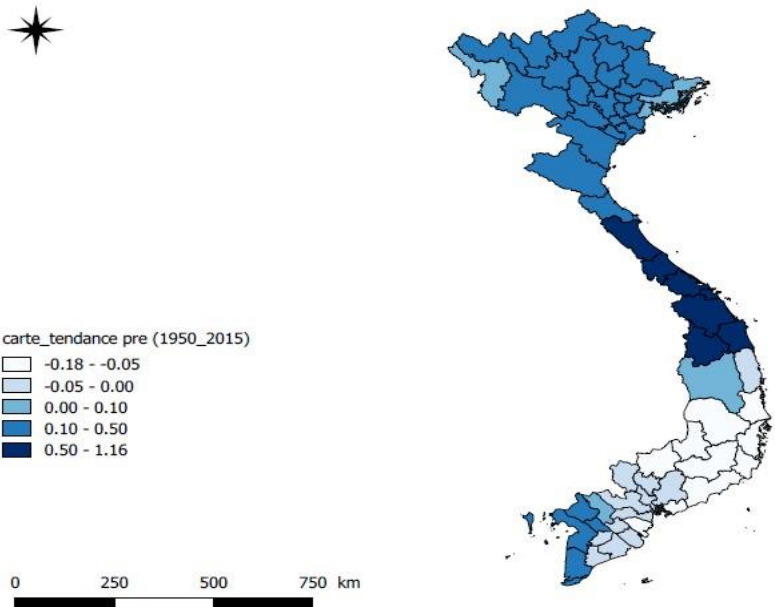 carte_tendance pre (1950_2015)
-0.18 - -0.05
-0.05 - 0.00
0.00 - 0.10
0.10 - 0.50
0.50 - 1.16
0 250 500 750 km